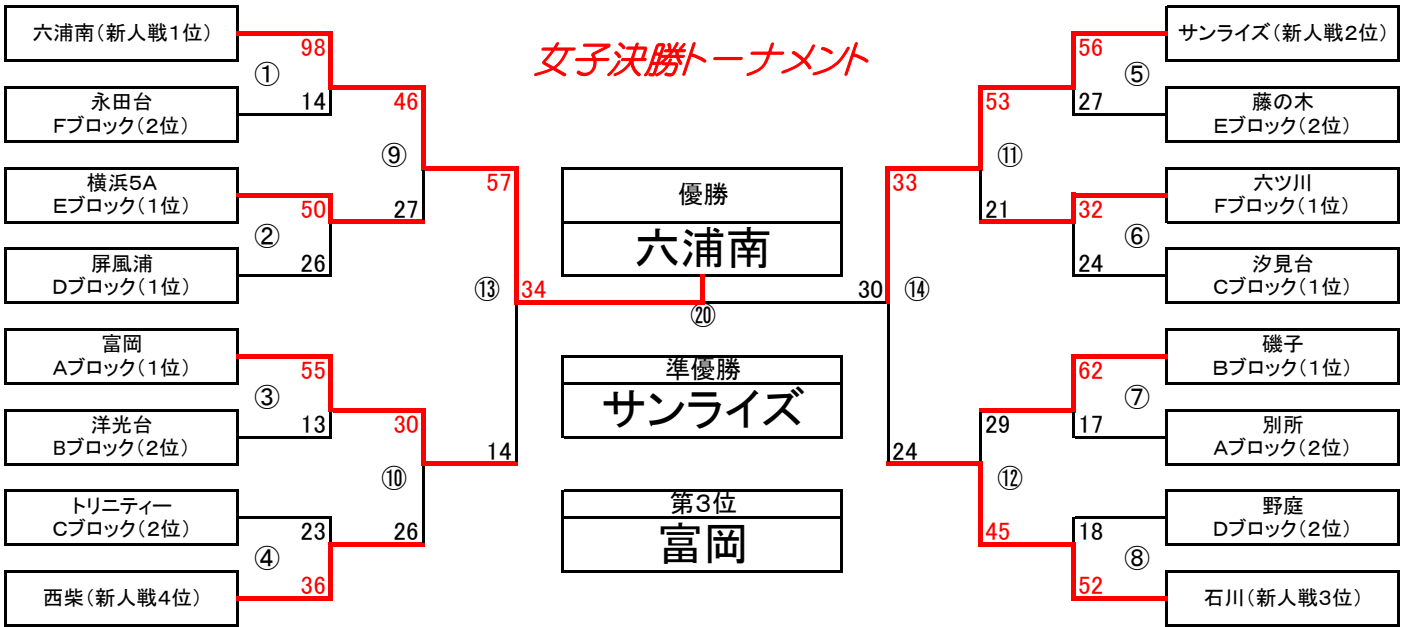 女子決勝トーナメント
六浦南(新人戦1位)
98
①
14
永田台
Fブロック(2位)
46
⑨
27
横浜5A
Eブロック(1位)
50
②
26
屏風浦
Dブロック(1位)
57
⑬
14
富岡
Aブロック(1位)
55
③
13
洋光台
Bブロック(2位)
30
⑩
26
トリニティー
Cブロック(2位)
23
④
36
西柴(新人戦4位)
優勝
六浦南
34
⑳
30
準優勝
サンライズ
第3位
富岡
サンライズ(新人戦2位)
56
⑤
27
藤の木
Eブロック(2位)
53
⑪
21
六ツ川
Fブロック(1位)
32
⑥
24
汐見台
Cブロック(1位)
33
⑭
24
磯子
Bブロック(1位)
62
⑦
17
別所
Aブロック(2位)
29
⑫
45
野庭
Dブロック(2位)
18
⑧
52
石川(新人戦3位)